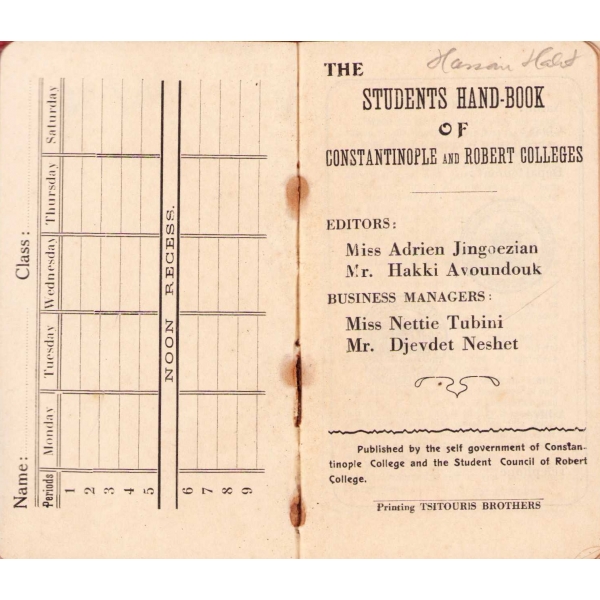 Name:
Class:
Periods Monday Tuesday Wednesday Thursday Saturday
1
2
3
4
5
NOON RECESS.
6
7
8
9
THE
STUDENTS HAND-BOOK
OF
CONSTANTINOPLE AND ROBERT COLLEGES
EDITORS:
Miss Adrien Jingoezian
Mr. Hakki Avoundouk
BUSINESS MANAGERS:
Miss Nettie Tubini
Mr. Djevdet Neshet
Published by the self government of Constan-
tinople College and the Student Council of Robert
College.
Printing TSITOURIS BROTHERS